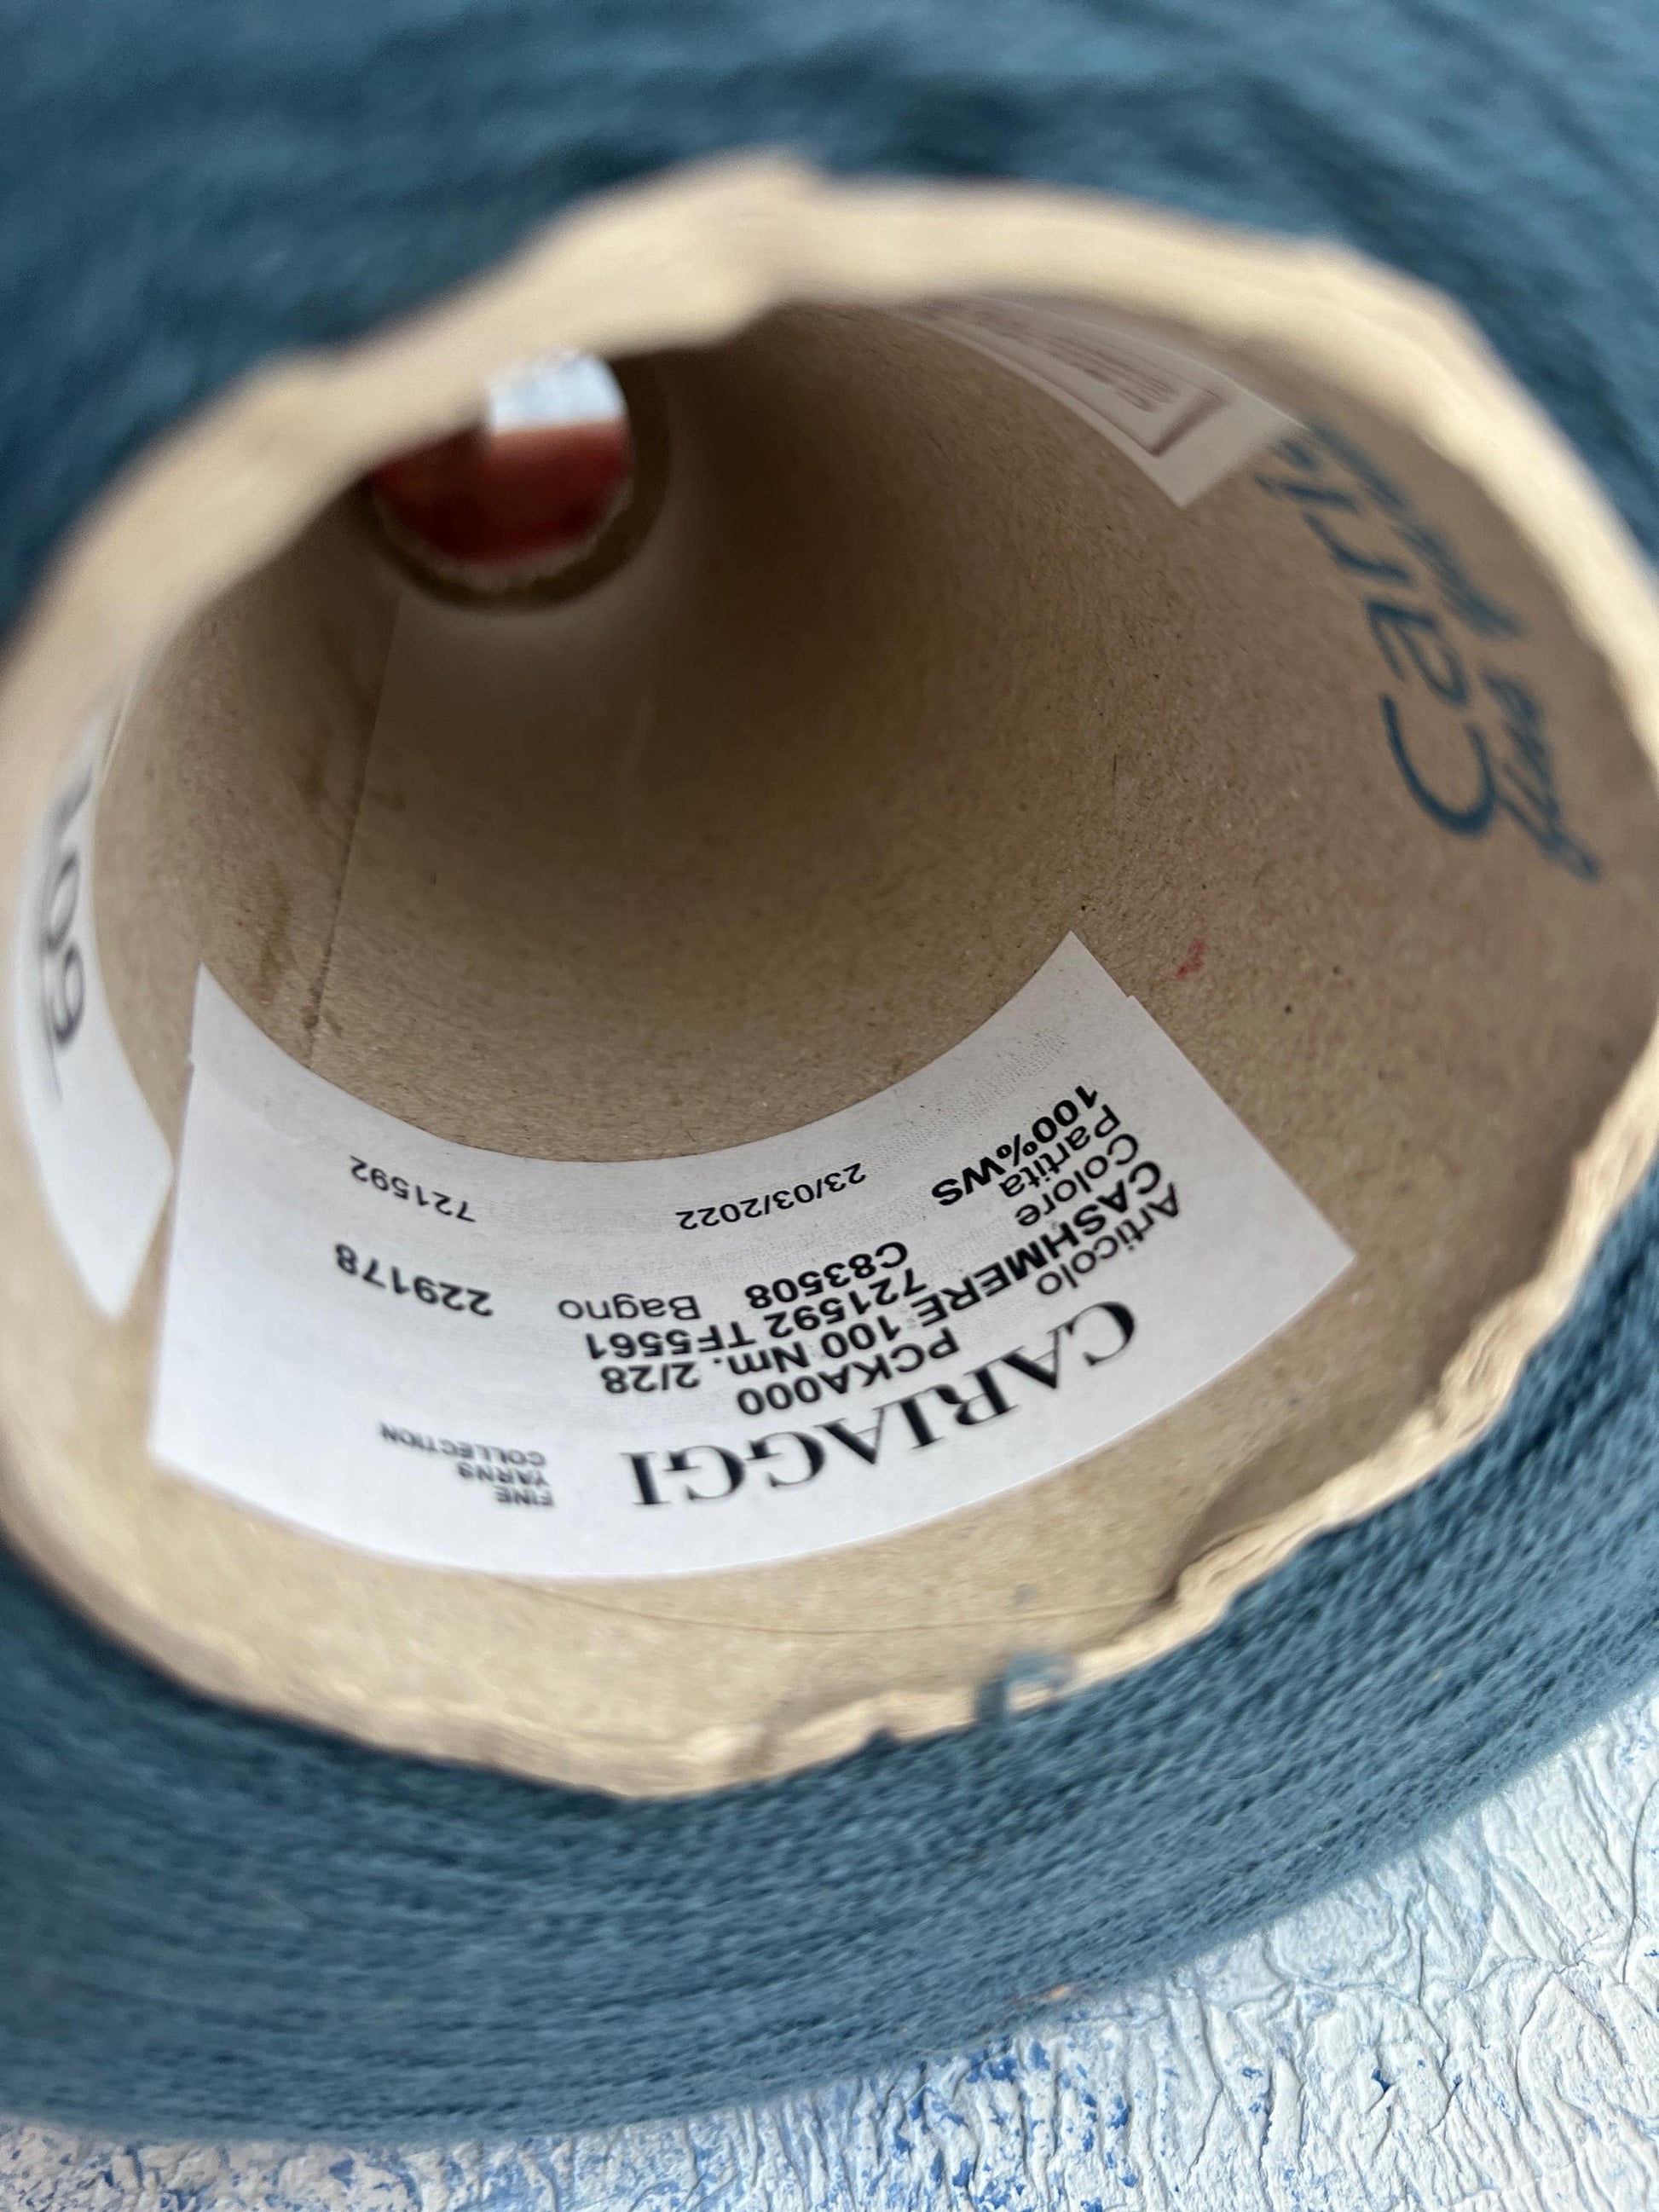 CARIAGGI
FINE
YARNS
COLLECTION
Articolo PCKA000
CASHMERE 100 Nm. 2/28
Colore 721592 TF5561
Partita C83508 Bagno 229178
100%WS 23/03/2022 721592
109